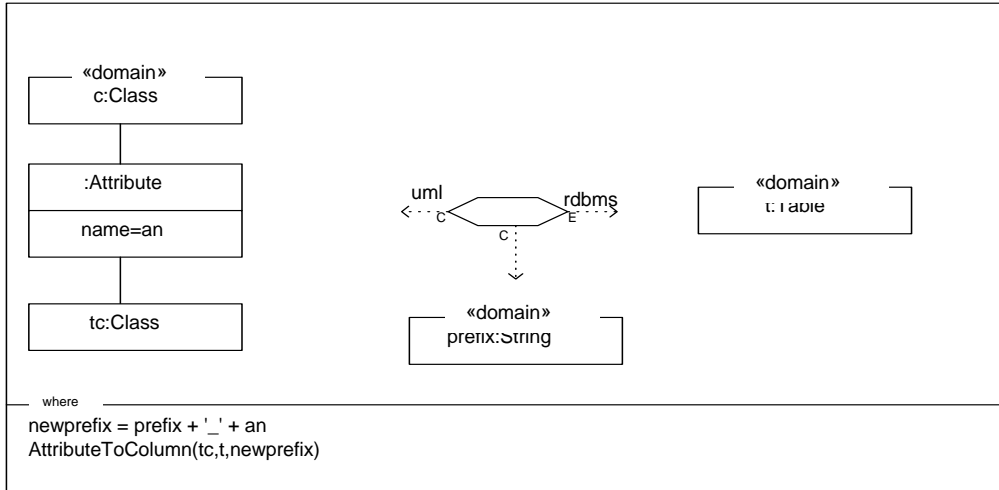 «domain»
c:Class
:Attribute
name=an
tc:Class
uml
rdbms
C
E
C
«domain»
prefix:String
«domain»
t:Table
where
newprefix = prefix + '_' + an
AttributeToColumn(tc,t,newprefix)